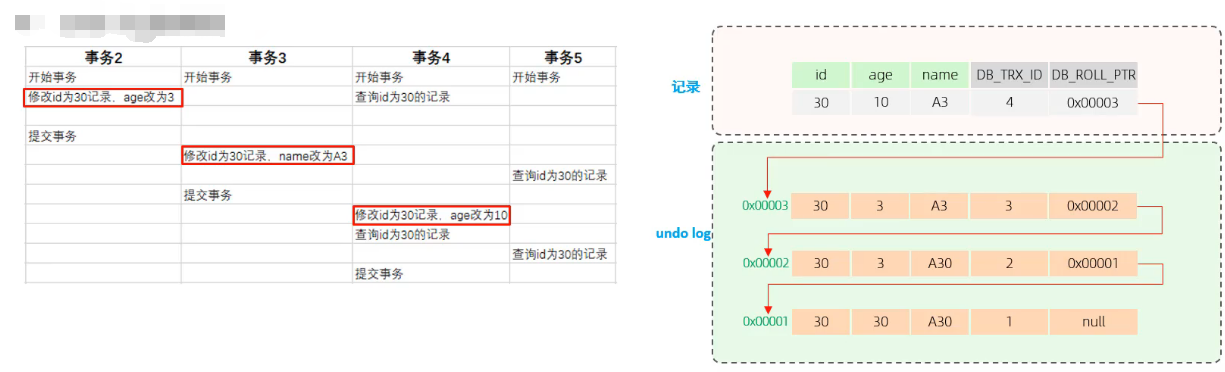 事务2 事务3 事务4 事务5
开始事务 开始事务 开始事务 开始事务
修改id为30记录，age改为3 查询id为30的记录
提交事务
修改id为30记录，name改为A3
查询id为30的记录
提交事务
修改id为30记录，age改为10
查询id为30的记录
查询id为30的记录
提交事务
记录
id age name DB_TRX_ID DB_ROLL_PTR
30 10 A3 4 0x00003
undo log
0x00003 30 3 A3 3 0x00002
0x00002 30 3 A30 2 0x00001
0x00001 30 30 A30 1 null